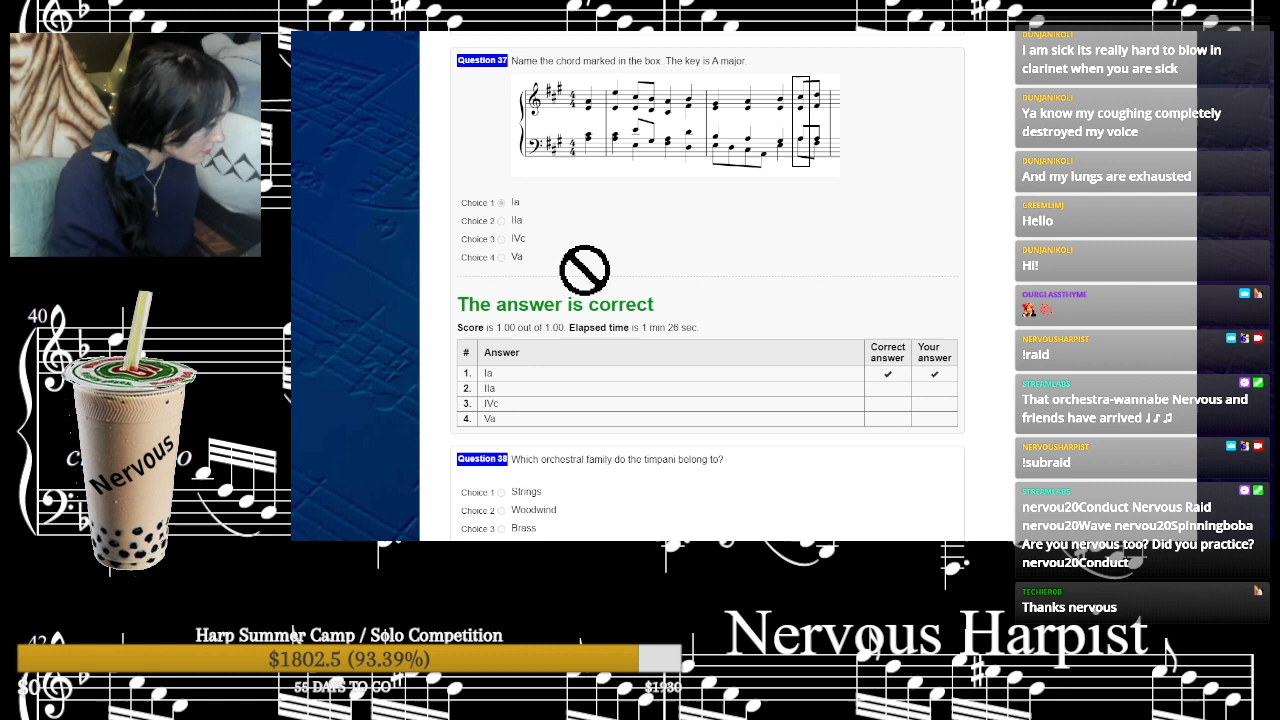 Question 37 Name the chord marked in the box. The key is A major.
Choice 1 Ia
Choice 2 IIa
Choice 3 IVc
Choice 4 Va
The answer is correct
Score is 1.00 out of 1.00. Elapsed time is 1 min 26 sec.
# Answer Correct answer Your answer
1. Ia
2. IIa
3. IVc
4. Va
Question 38 Which orchestral family do the timpani belong to?
Choice 1 Strings
Choice 2 Woodwind
Choice 3 Brass
DUNJANIKOLI
I am sick its really hard to blow in
clarinet when you are sick
DUNJANIKOLI
Ya know my coughing completely
destroyed my voice
DUNJANIKOLI
And my lungs are exhausted
GREEMLIMJ
Hello
DUNJANIKOLI
Hi!
OURGLASSTHYME
NERVOUSHARPIST
!raid
STREAMLABS
That orchestra-wannabe Nervous and
friends have arrived ♩♪♫
NERVOUSHARPIST
!subraid
STREAMLABS
nervou20Conduct Nervous Raid
nervou20Wave nervou20Spinningboba
Are you nervous too? Did you practice?
nervou20Conduct
TECHIEROB
Thanks nervous
40
Nervous
42
Harp Summer Camp / Solo Competition
$1802.5 (93.39%)
$0 55 DAYS TO GO $1930
Nervous Harpist